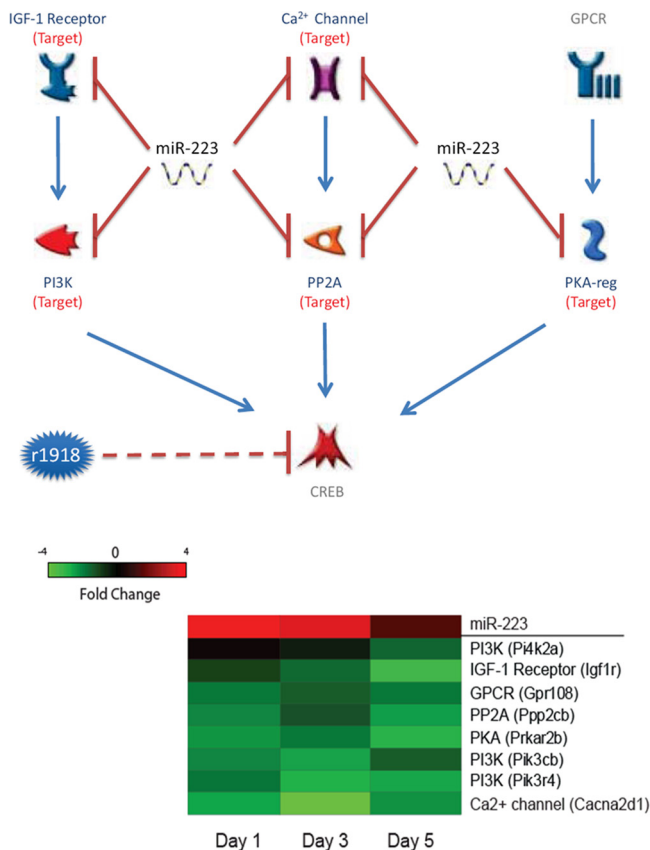 IGF-1 Receptor
(Target)
Ca²⁺ Channel
(Target)
GPCR
miR-223
miR-223
PI3K
(Target)
PP2A
(Target)
PKA-reg
(Target)
r1918
CREB
-4 0 4
Fold Change
miR-223
PI3K (Pi4k2a)
IGF-1 Receptor (Igf1r)
GPCR (Gpr108)
PP2A (Ppp2cb)
PKA (Prkar2b)
PI3K (Pik3cb)
PI3K (Pik3r4)
Ca2+ channel (Cacna2d1)
Day 1 Day 3 Day 5